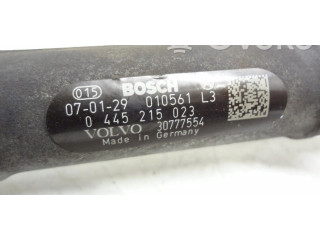 015 BOSCH
07-01-29 010561 L3
0 445 215 023
VOLVO 30777554
Made in Germany